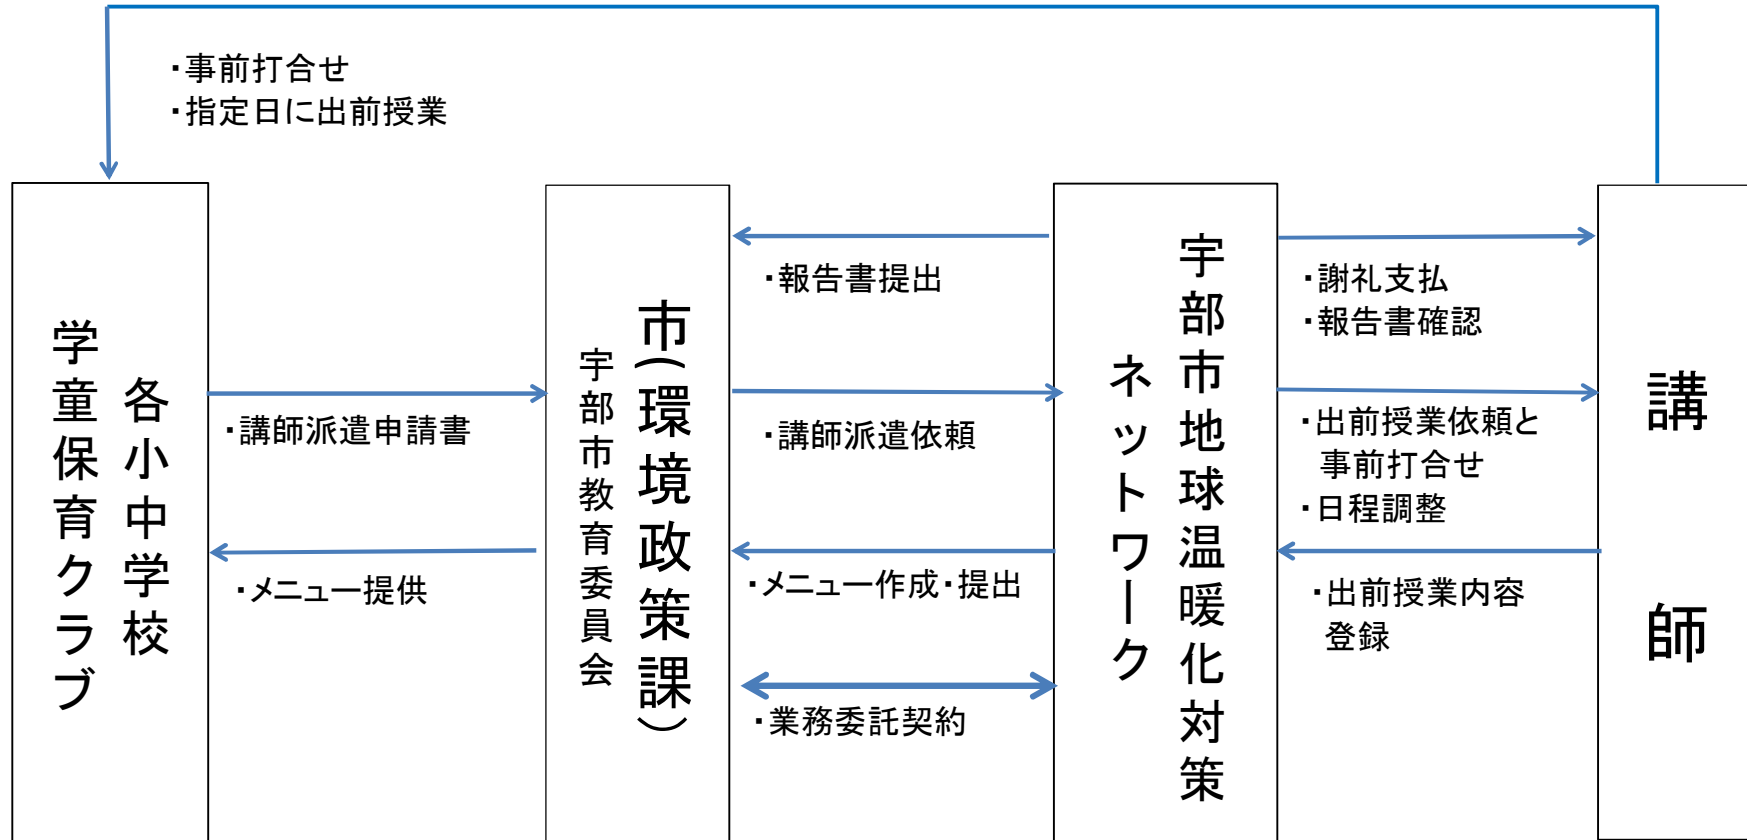 ・事前打合せ
・指定日に出前授業
各小中学校
学童保育クラブ
・講師派遣申請書
・メニュー提供
市(環境政策課)
宇部市教育委員会
・報告書提出
・講師派遣依頼
・メニュー作成・提出
・業務委託契約
宇部市地球温暖化対策
ネットワーク
・謝礼支払
・報告書確認
・出前授業依頼と
事前打合せ
・日程調整
・出前授業内容
登録
講師